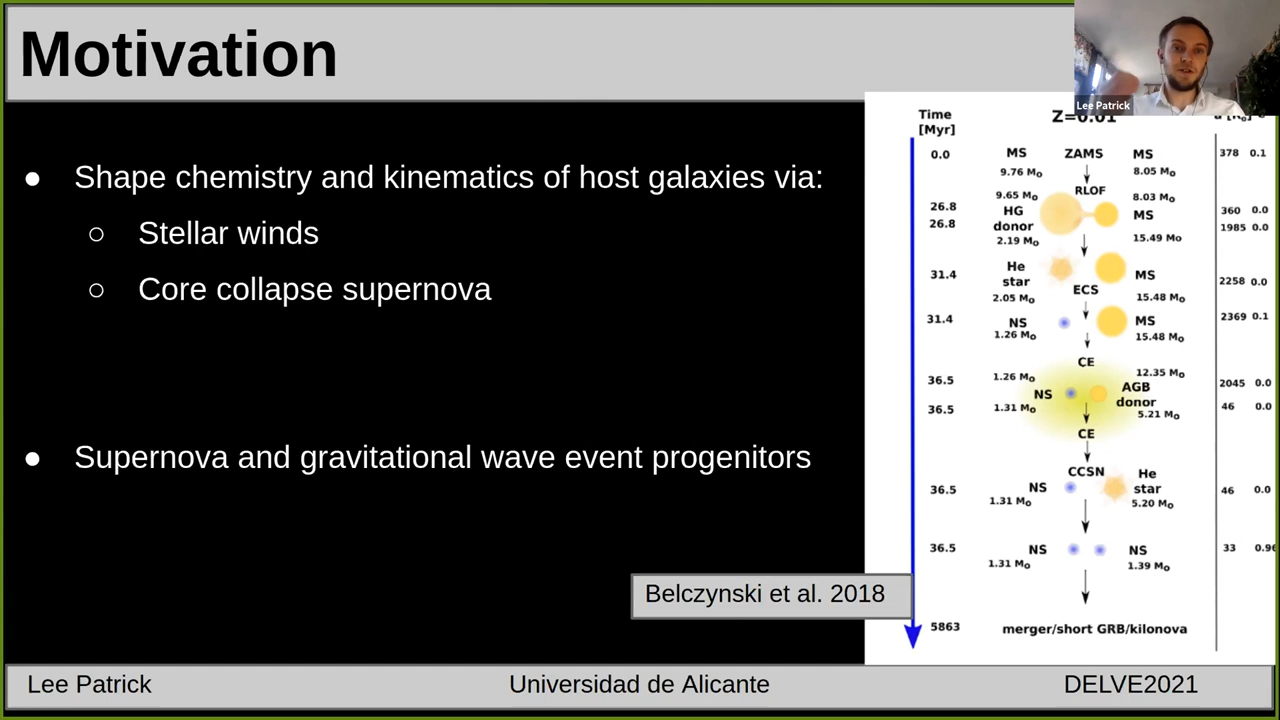 Motivation
Lee Patrick
● Shape chemistry and kinematics of host galaxies via:
○ Stellar winds
○ Core collapse supernova
● Supernova and gravitational wave event progenitors
Belczynski et al. 2018
Time
[Myr]
Z=0.01
0.0 MS ZAMS MS 378 0.1
9.76 M⊙ 8.05 M⊙
9.65 M⊙ RLOF 8.03 M⊙
26.8 HG MS 360 0.0
26.8 donor 1985 0.0
2.19 M⊙ 15.49 M⊙
31.4 He star MS 2258 0.0
2.05 M⊙ ECS 15.48 M⊙
31.4 NS MS 2369 0.1
1.26 M⊙ 15.48 M⊙
CE
36.5 1.26 M⊙ 12.35 M⊙ 2045 0.0
NS AGB
donor
36.5 1.31 M⊙ 5.21 M⊙ 46 0.0
CE
CCSN
36.5 NS He star 46 0.0
1.31 M⊙ 5.20 M⊙
36.5 NS NS 33 0.96
1.31 M⊙ 1.39 M⊙
5863 merger/short GRB/kilonova
Lee Patrick Universidad de Alicante DELVE2021